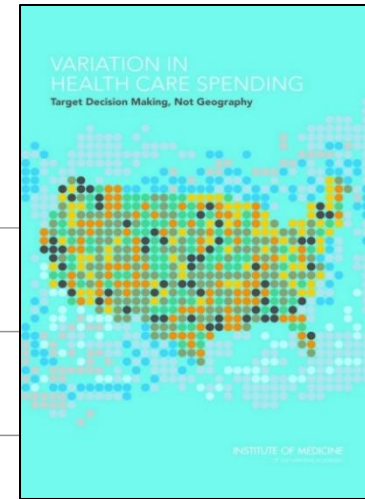 VARIATION IN
HEALTH CARE SPENDING
Target Decision Making, Not Geography
INSTITUTE OF MEDICINE